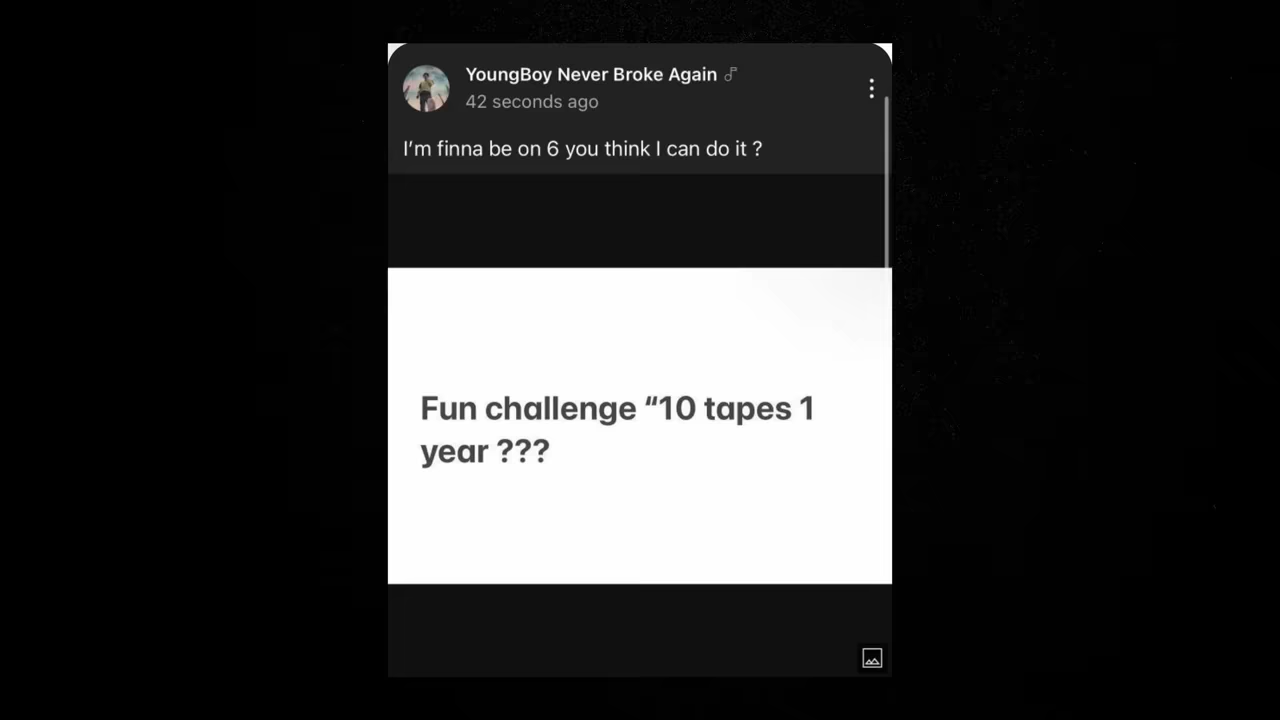 YoungBoy Never Broke Again
42 seconds ago
I’m finna be on 6 you think I can do it ?
Fun challenge “10 tapes 1
year ???